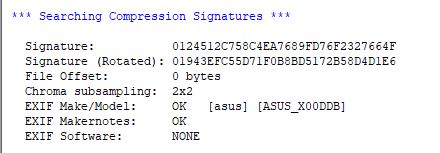 *** Searching Compression Signatures ***
Signature: 0124512C758C4EA7689FD76F2327664F
Signature (Rotated): 01943EFC55D71F0B8BD5172B58D4D1E6
File Offset: 0 bytes
Chroma subsampling: 2x2
EXIF Make/Model: OK [asus] [ASUS_X00DDB]
EXIF Makernotes: OK
EXIF Software: NONE